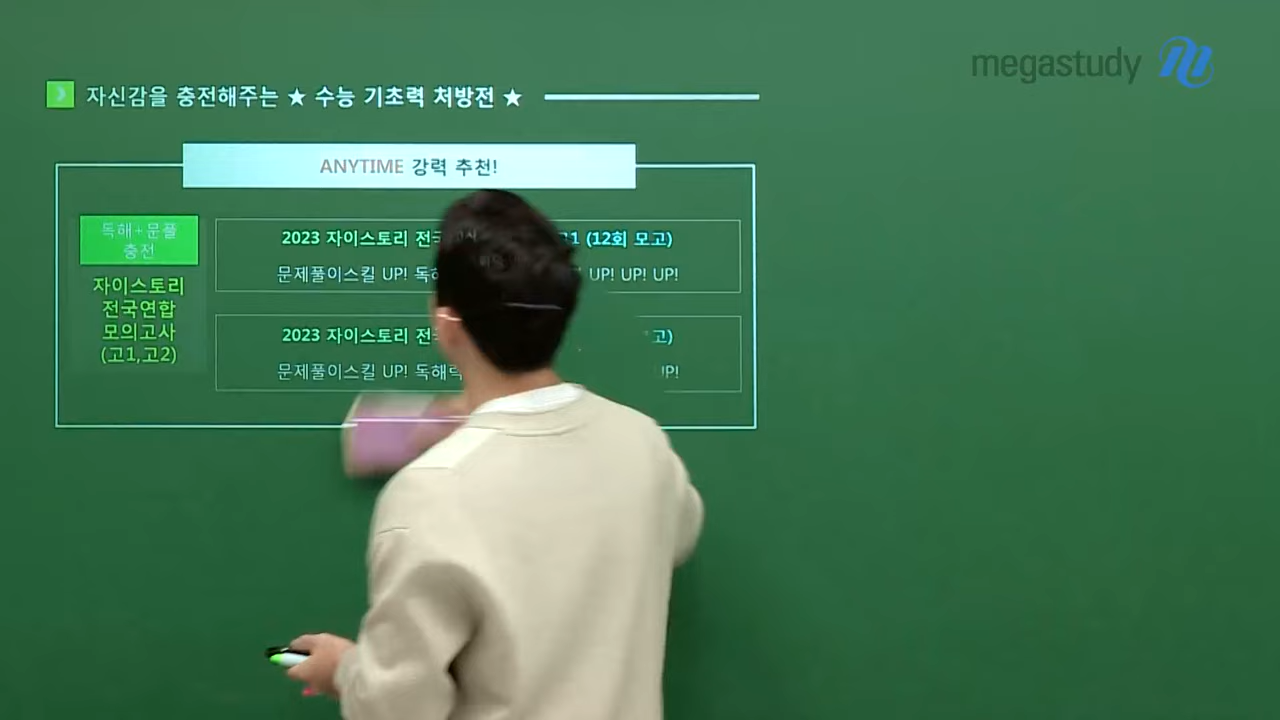 megastudy
자신감을 충전해주는 ★ 수능 기초력 처방전 ★
ANYTIME 강력 추천!
독해+문풀
충전
자이스토리
전국연합
모의고사
(고1,고2)
2023 자이스토리 전국 1 (12회 모고)
문제풀이스킬 UP! 독해 UP! UP! UP!
2023 자이스토리 전국 고)
문제풀이스킬 UP! 독해력 UP!